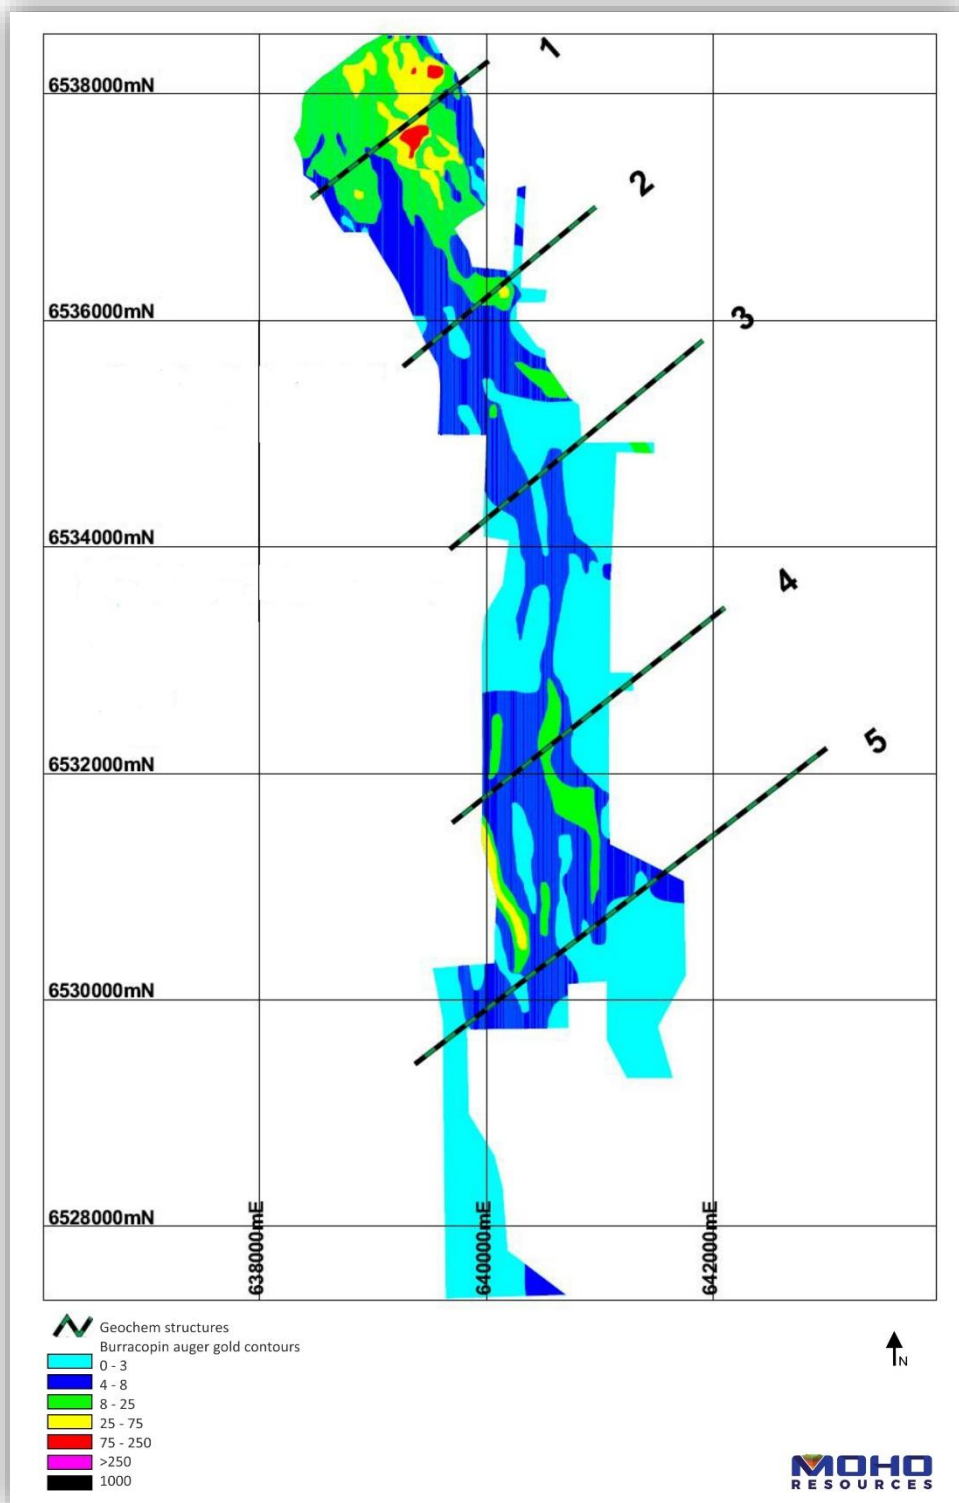 1
6538000mN
2
3
6536000mN
6534000mN
4
5
6532000mN
6530000mN
6528000mN
638000mE
640000mE
642000mE
Geochem structures
Burracopin auger gold contours
0 - 3
4 - 8
8 - 25
25 - 75
75 - 250
>250
1000
N
MOHO
RESOURCES